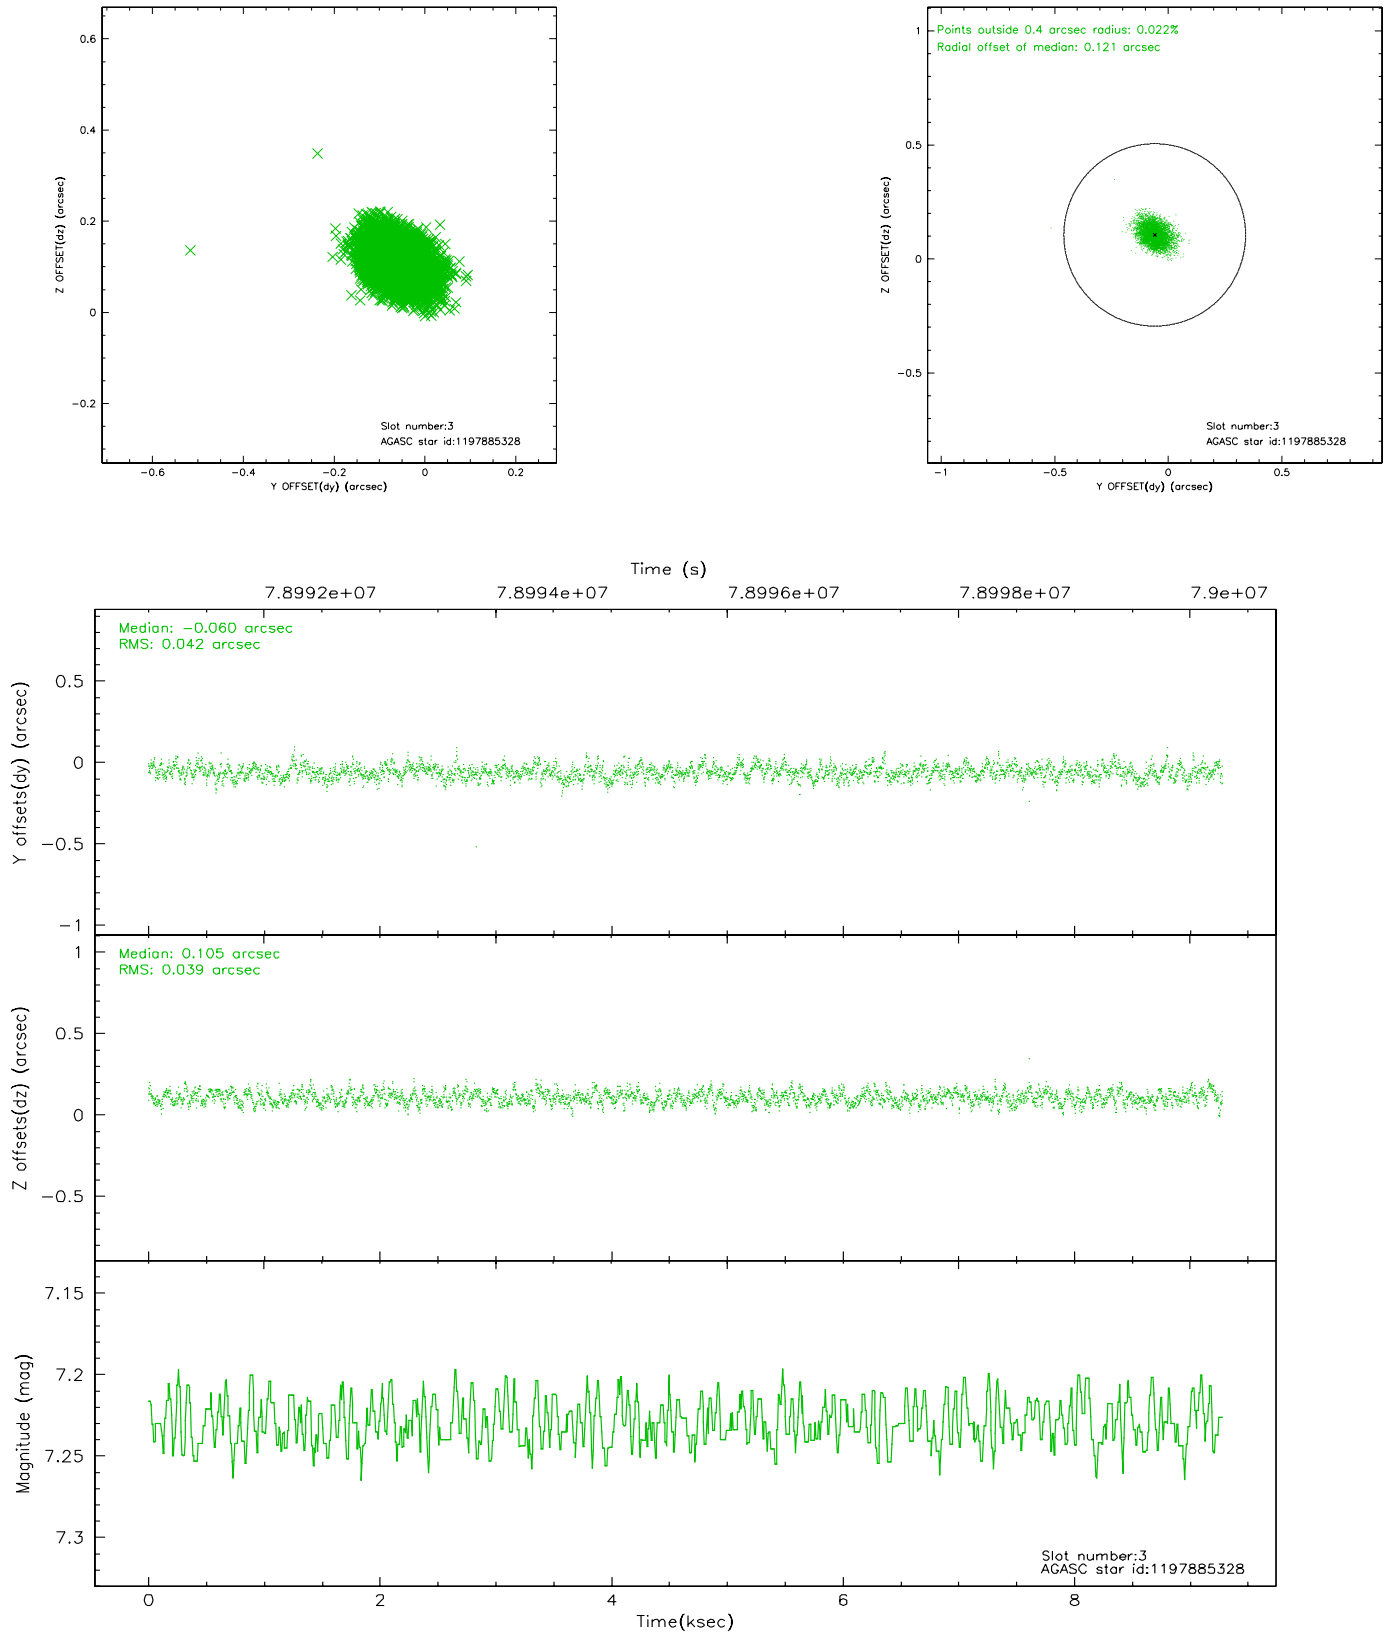 0.6
0.4
0.2
0
−0.2
Z OFFSET(dz) (arcsec)
Slot number:3
AGASC star id:1197885328
−0.6 −0.4 −0.2 0 0.2
Y OFFSET(dy) (arcsec)
Points outside 0.4 arcsec radius: 0.022%
Radial offset of median: 0.121 arcsec
1
0.5
0
−0.5
Z OFFSET(dz) (arcsec)
Slot number:3
AGASC star id:1197885328
−1 −0.5 0 0.5
Y OFFSET(dy) (arcsec)
Time (s)
7.8992e+07 7.8994e+07 7.8996e+07 7.8998e+07 7.9e+07
Median: −0.060 arcsec
RMS: 0.042 arcsec
0.5
0
−0.5
−1
Y offsets(dy) (arcsec)
Median: 0.105 arcsec
RMS: 0.039 arcsec
1
0.5
0
−0.5
Z offsets(dz) (arcsec)
7.15
7.2
7.25
7.3
Magnitude (mag)
Slot number:3
AGASC star id:1197885328
0 2 4 6 8
Time(ksec)